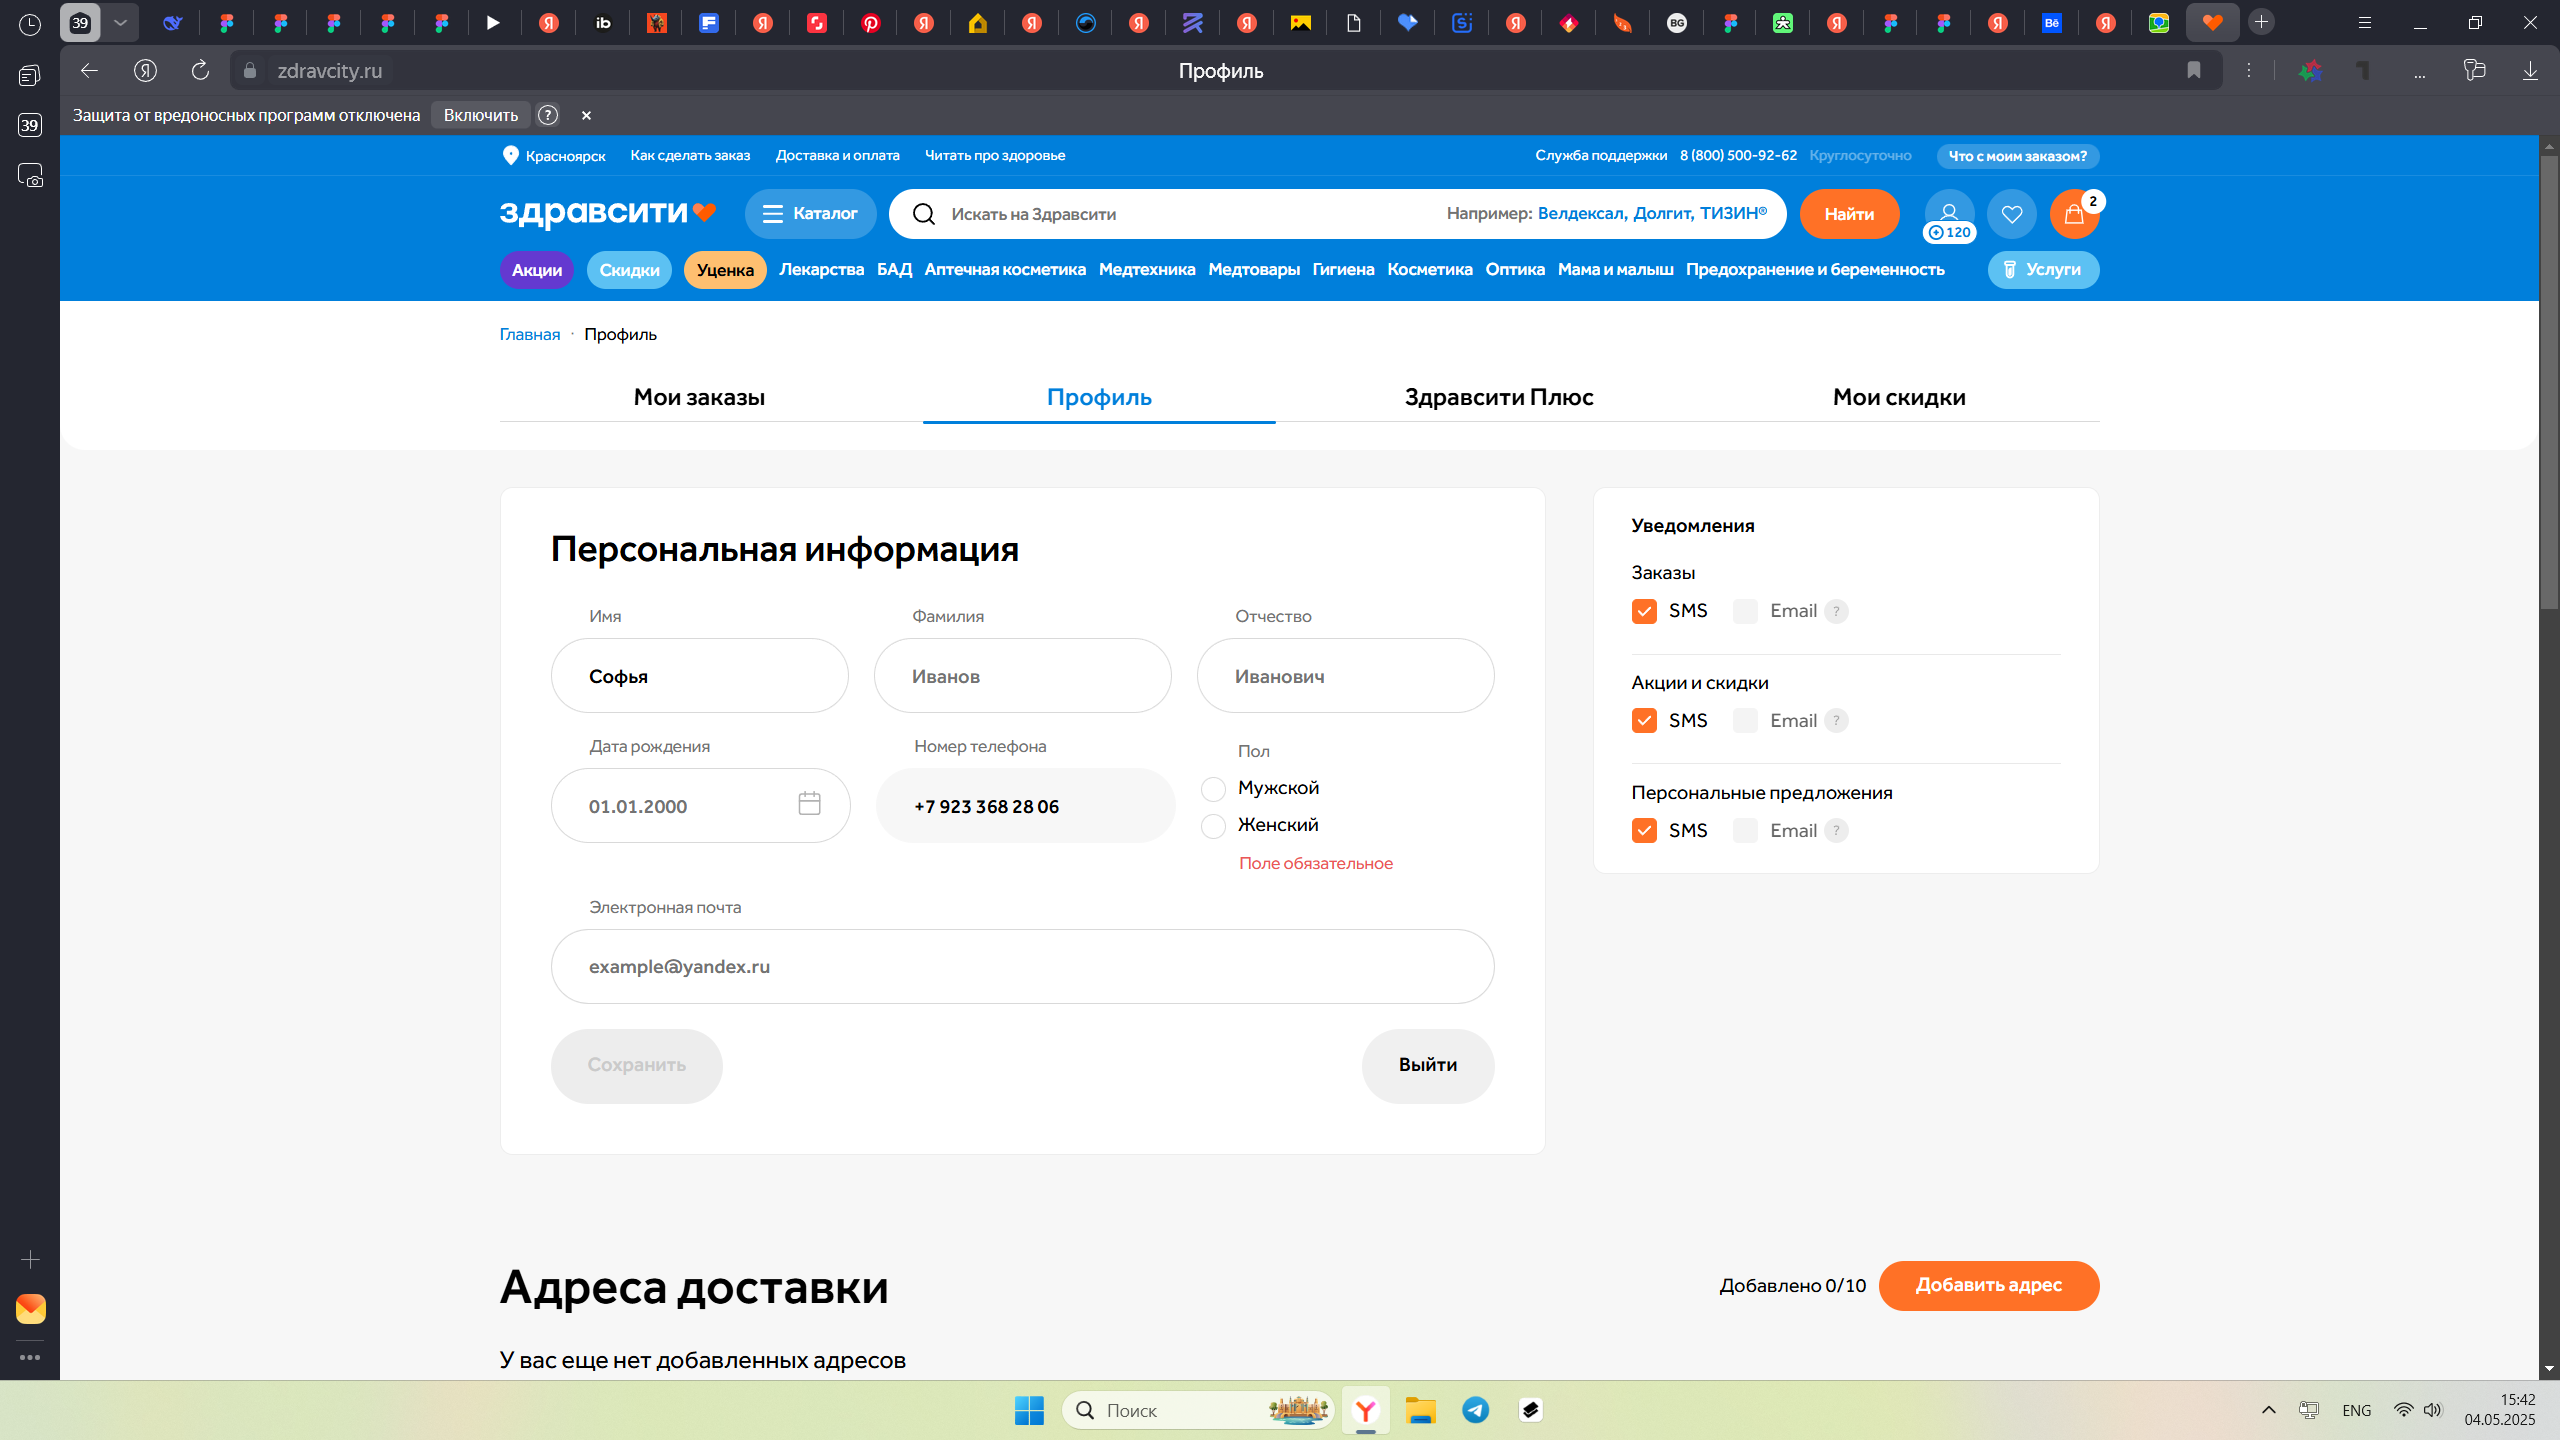 39
zdravcity.ru
Профиль
...
Защита от вредоносных программ отключена
Включить
?
39
Красноярск
Как сделать заказ
Доставка и оплата
Читать про здоровье
Служба поддержки
8 (800) 500-92-62
Круглосуточно
Что с моим заказом?
здравсити
Каталог
Искать на Здравсити
Например: Велдексал, Долгит, ТИЗИН®
Найти
120
2
Акции
Скидки
Уценка
Лекарства
БАД
Аптечная косметика
Медтехника
Медтовары
Гигиена
Косметика
Оптика
Мама и малыш
Предохранение и беременность
Услуги
Главная · Профиль
Мои заказы
Профиль
Здравсити Плюс
Мои скидки
Персональная информация
Имя
Фамилия
Отчество
Софья
Иванов
Иванович
Дата рождения
Номер телефона
Пол
01.01.2000
+7 923 368 28 06
Мужской
Женский
Поле обязательное
Электронная почта
example@yandex.ru
Сохранить
Выйти
Уведомления
Заказы
SMS
Email ?
Акции и скидки
SMS
Email ?
Персональные предложения
SMS
Email ?
Адреса доставки
Добавлено 0/10
Добавить адрес
У вас еще нет добавленных адресов
Поиск
ENG
15:42
04.05.2025